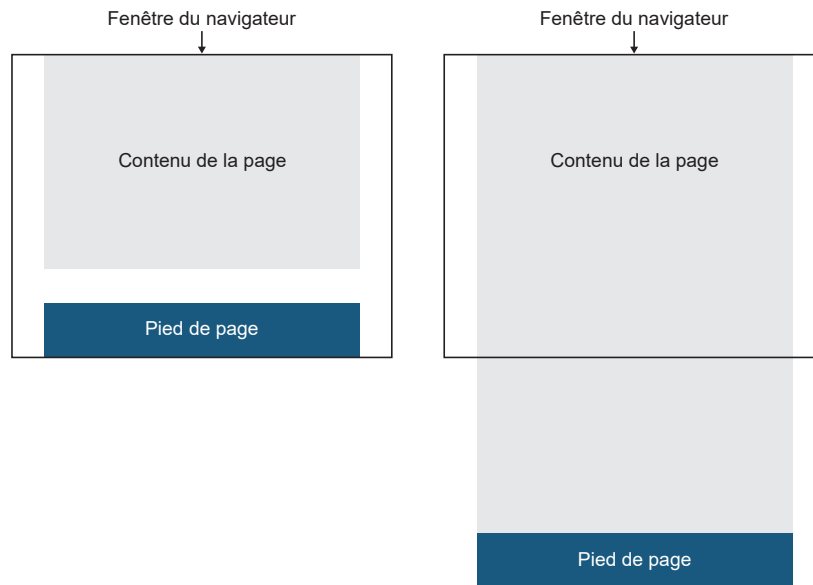 Fenêtre du navigateur
Contenu de la page
Pied de page
Fenêtre du navigateur
Contenu de la page
Pied de page